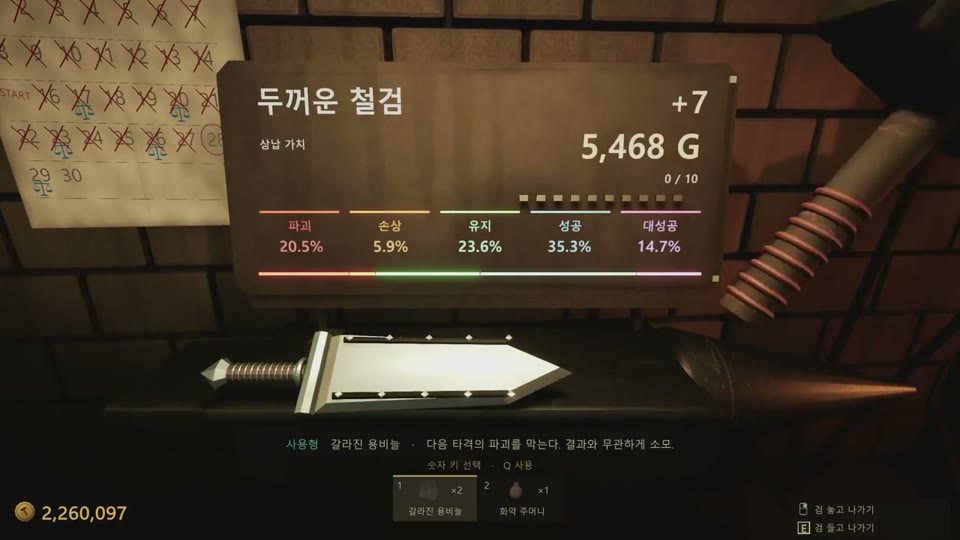 START
29 30
두꺼운 철검 +7
상납 가치 5,468 G
0 / 10
파괴 손상 유지 성공 대성공
20.5% 5.9% 23.6% 35.3% 14.7%
사용형 갈라진 용비늘 · 다음 타격의 파괴를 막는다. 결과와 무관하게 소모.
숫자 키 선택 · Q 사용
1 ×2 2 ×1
갈라진 용비늘 화약 주머니
2,260,097
검 놓고 나가기
E 검 들고 나가기